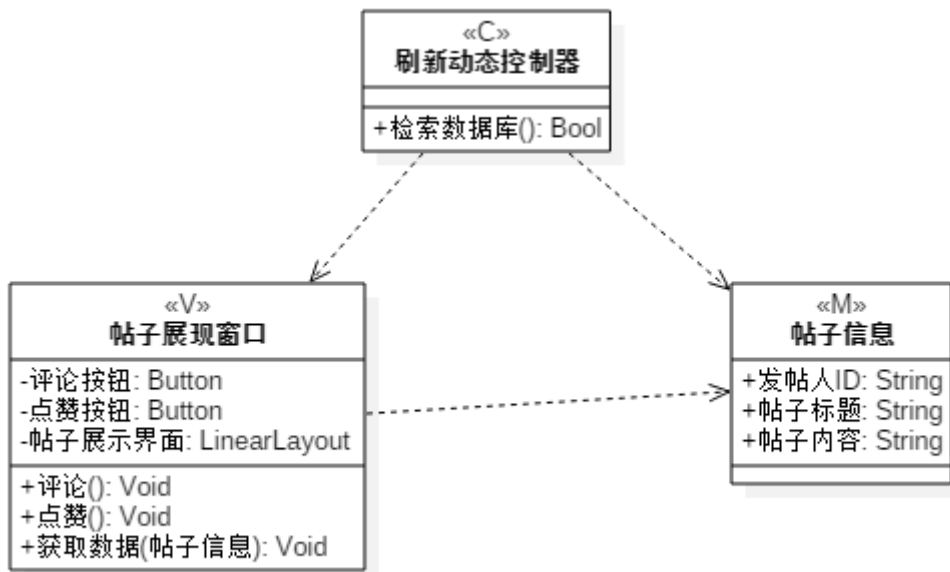 «C»
刷新动态控制器
+检索数据库(): Bool
«V»
帖子展现窗口
-评论按钮: Button
-点赞按钮: Button
-帖子展示界面: LinearLayout
+评论(): Void
+点赞(): Void
+获取数据(帖子信息): Void
«M»
帖子信息
+发帖人ID: String
+帖子标题: String
+帖子内容: String